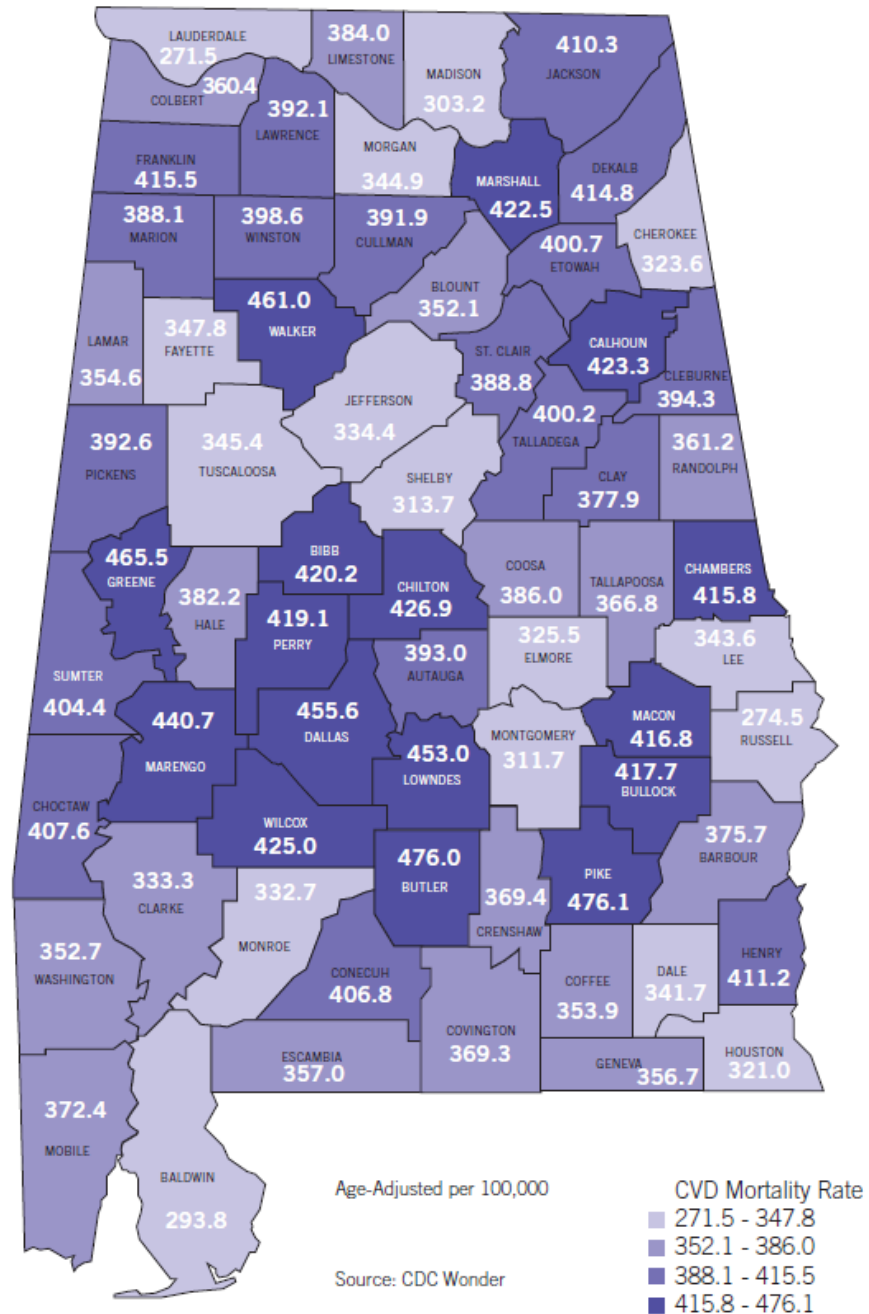 LAUDERDALE
271.5
384.0
LIMESTONE
MADISON
303.2
410.3
JACKSON
360.4
COLBERT
392.1
LAWRENCE
MORGAN
344.9
FRANKLIN
415.5
MARSHALL
422.5
DEKALB
414.8
388.1
MARION
398.6
WINSTON
391.9
CULLMAN
400.7
ETOWAH
CHEROKEE
323.6
BLOUNT
352.1
461.0
WALKER
LAMAR
354.6
347.8
FAYETTE
ST. CLAIR
388.8
CALHOUN
423.3
CLEBURNE
394.3
JEFFERSON
334.4
400.2
TALLADEGA
392.6
PICKENS
345.4
TUSCALOOSA
SHELBY
313.7
CLAY
377.9
361.2
RANDOLPH
465.5
GREENE
BIBB
420.2
382.2
HALE
CHILTON
426.9
COOSA
386.0
TALLAPOOSA
366.8
CHAMBERS
415.8
419.1
PERRY
393.0
AUTAUGA
325.5
ELMORE
343.6
LEE
SUMTER
404.4
440.7
MARENGO
455.6
DALLAS
453.0
LOWNDES
MONTGOMERY
311.7
MACON
416.8
274.5
RUSSELL
417.7
BULLOCK
CHOCTAW
407.6
WILCOX
425.0
375.7
BARBOUR
333.3
CLARKE
332.7
MONROE
476.0
BUTLER
369.4
CRENSHAW
PIKE
476.1
352.7
WASHINGTON
CONECUH
406.8
COFFEE
353.9
DALE
341.7
HENRY
411.2
COVINGTON
369.3
ESCAMBIA
357.0
GENEVA
356.7
HOUSTON
321.0
372.4
MOBILE
BALDWIN
293.8
Age-Adjusted per 100,000
Source: CDC Wonder
CVD Mortality Rate
271.5 - 347.8
352.1 - 386.0
388.1 - 415.5
415.8 - 476.1